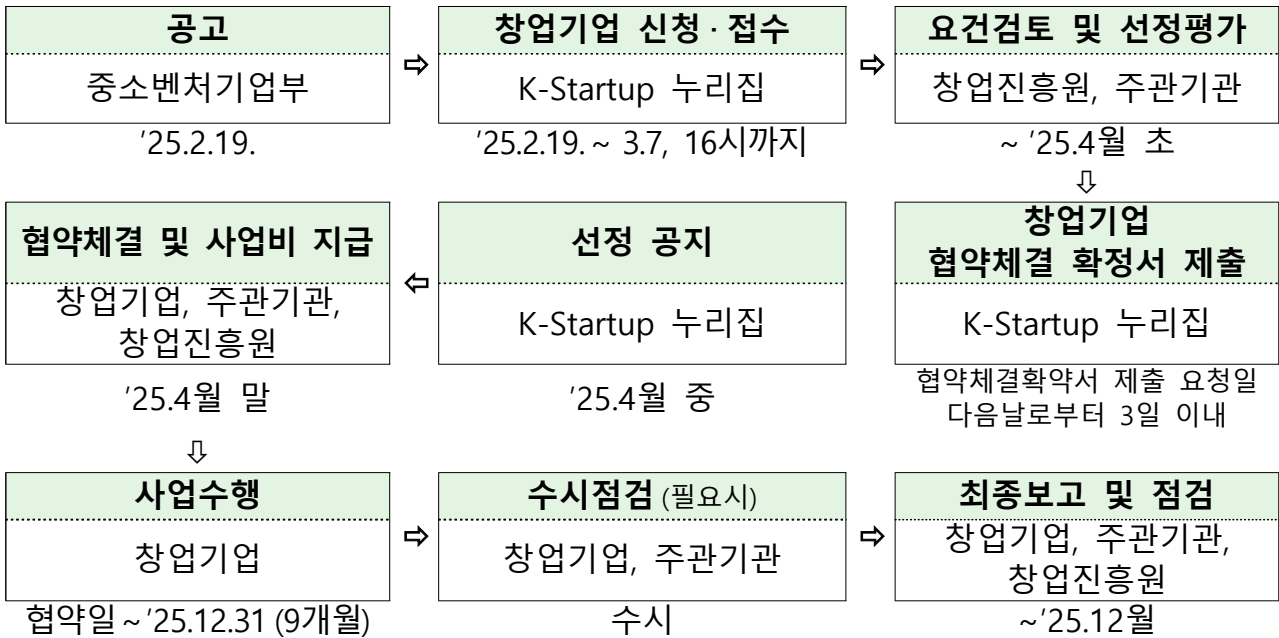 공고
중소벤처기업부
'25.2.19.
⇨
창업기업 신청·접수
K-Startup 누리집
'25.2.19. ~ 3.7, 16시까지
⇨
요건검토 및 선정평가
창업진흥원, 주관기관
~ '25.4월 초
⇩
창업기업
협약체결 확정서 제출
K-Startup 누리집
협약체결확약서 제출 요청일
다음날로부터 3일 이내
선정 공지
K-Startup 누리집
'25.4월 중
⇦
협약체결 및 사업비 지급
창업기업, 주관기관,
창업진흥원
'25.4월 말
⇩
사업수행
창업기업
협약일 ~ '25.12.31 (9개월)
⇨
수시점검 (필요시)
창업기업, 주관기관
수시
⇨
최종보고 및 점검
창업기업, 주관기관,
창업진흥원
~'25.12월